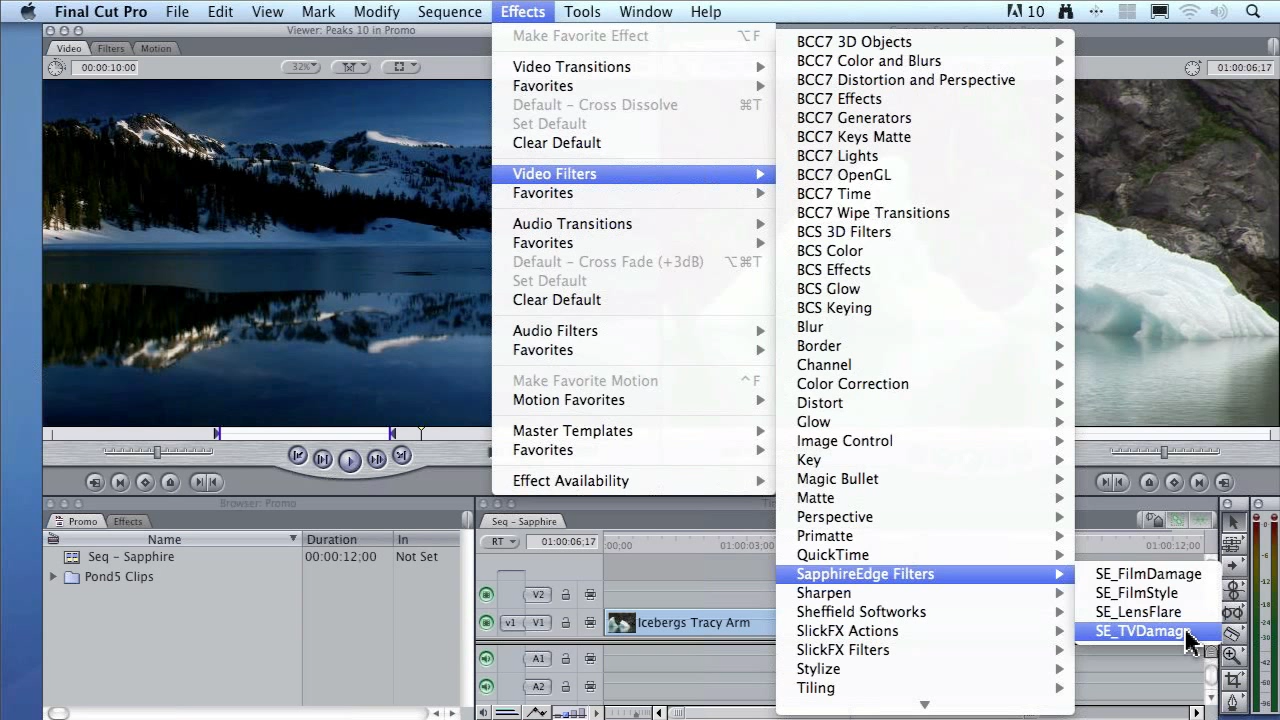 Final Cut Pro File Edit View Mark Modify Sequence Effects Tools Window Help 10
Viewer: Peaks 10 in Promo
Video Filters Motion
00:00:10:00 32%
Make Favorite Effect ⌥F
Video Transitions
Favorites
Default – Cross Dissolve ⌘T
Set Default
Clear Default
Video Filters
Favorites
Audio Transitions
Favorites
Default – Cross Fade (+3dB) ⌥⌘T
Set Default
Clear Default
Audio Filters
Favorites
Make Favorite Motion ^F
Motion Favorites
Master Templates
Favorites
Effect Availability
BCC7 3D Objects
BCC7 Color and Blurs
BCC7 Distortion and Perspective
BCC7 Effects
BCC7 Generators
BCC7 Keys Matte
BCC7 Lights
BCC7 OpenGL
BCC7 Time
BCC7 Wipe Transitions
BCS 3D Filters
BCS Color
BCS Effects
BCS Glow
BCS Keying
Blur
Border
Channel
Color Correction
Distort
Glow
Image Control
Key
Magic Bullet
Matte
Perspective
Primatte
QuickTime
SapphireEdge Filters
Sharpen
Sheffield Softworks
SlickFX Actions
SlickFX Filters
Stylize
Tiling
SE_FilmDamage
SE_FilmStyle
SE_LensFlare
SE_TVDamage
01:00:06;17
Browser: Promo
Promo Effects
Name Duration In
Seq – Sapphire 00:00:12;00 Not Set
Pond5 Clips
Seq – Sapphire
RT 01:00:06;17 :00;00 01:00:03;00 01:00:12;00
V2
v1 V1 Icebergs Tracy Arm
A1
A2